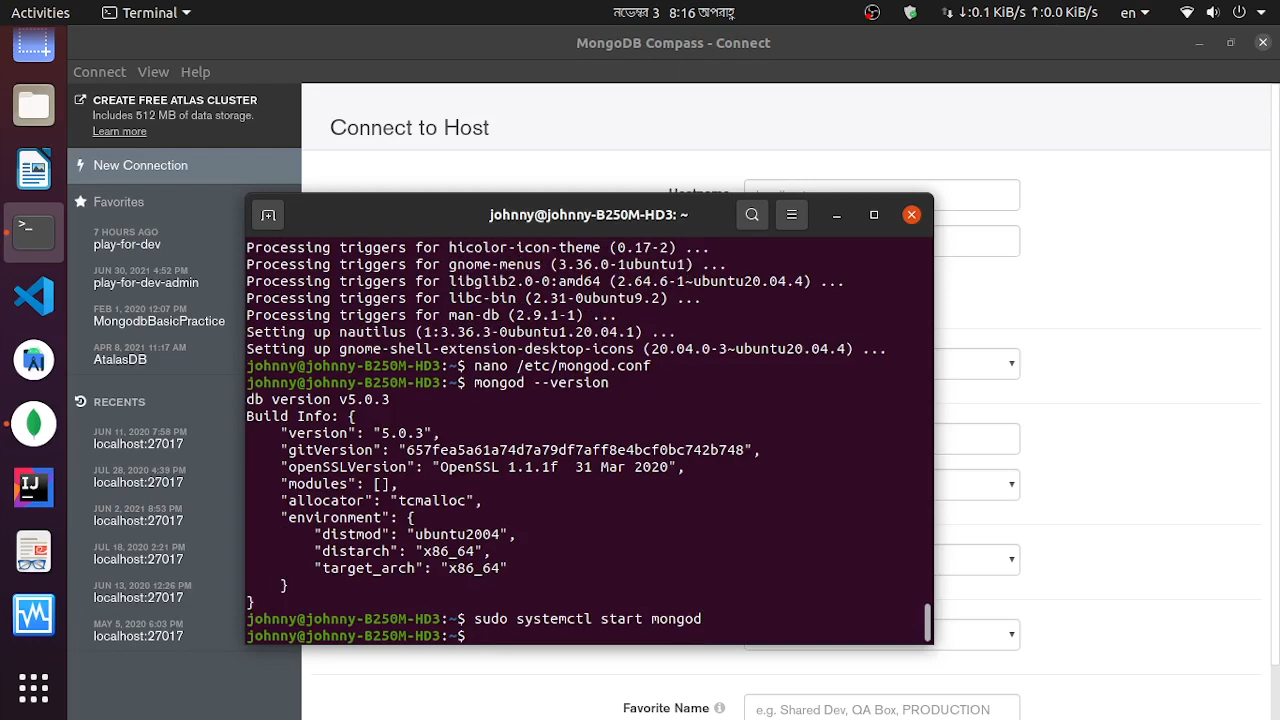 Activities
Terminal
নভেম্বর 3 8:16 অপরাহ্ণ
↓:0.1 KiB/s ↑:0.0 KiB/s
en
MongoDB Compass - Connect
Connect View Help
CREATE FREE ATLAS CLUSTER
Includes 512 MB of data storage.
Learn more
Connect to Host
New Connection
Favorites
7 HOURS AGO
play-for-dev
JUN 30, 2021 4:52 PM
play-for-dev-admin
FEB 1, 2020 12:07 PM
MongodbBasicPractice
APR 8, 2021 11:17 AM
AtalasDB
RECENTS
JUN 11, 2020 7:58 PM
localhost:27017
JUL 28, 2020 4:39 PM
localhost:27017
JUN 2, 2021 8:53 PM
localhost:27017
JUL 18, 2020 2:21 PM
localhost:27017
JUN 13, 2020 12:26 PM
localhost:27017
MAY 5, 2020 6:03 PM
localhost:27017
johnny@johnny-B250M-HD3: ~
Processing triggers for hicolor-icon-theme (0.17-2) ...
Processing triggers for gnome-menus (3.36.0-1ubuntu1) ...
Processing triggers for libglib2.0-0:amd64 (2.64.6-1~ubuntu20.04.4) ...
Processing triggers for libc-bin (2.31-0ubuntu9.2) ...
Processing triggers for man-db (2.9.1-1) ...
Setting up nautilus (1:3.36.3-0ubuntu1.20.04.1) ...
Setting up gnome-shell-extension-desktop-icons (20.04.0-3~ubuntu20.04.4) ...
johnny@johnny-B250M-HD3:~$ nano /etc/mongod.conf
johnny@johnny-B250M-HD3:~$ mongod --version
db version v5.0.3
Build Info: {
    "version": "5.0.3",
    "gitVersion": "657fea5a61a74d7a79df7aff8e4bcf0bc742b748",
    "openSSLVersion": "OpenSSL 1.1.1f  31 Mar 2020",
    "modules": [],
    "allocator": "tcmalloc",
    "environment": {
        "distmod": "ubuntu2004",
        "distarch": "x86_64",
        "target_arch": "x86_64"
    }
}
johnny@johnny-B250M-HD3:~$ sudo systemctl start mongod
johnny@johnny-B250M-HD3:~$
Favorite Name
e.g. Shared Dev, QA Box, PRODUCTION